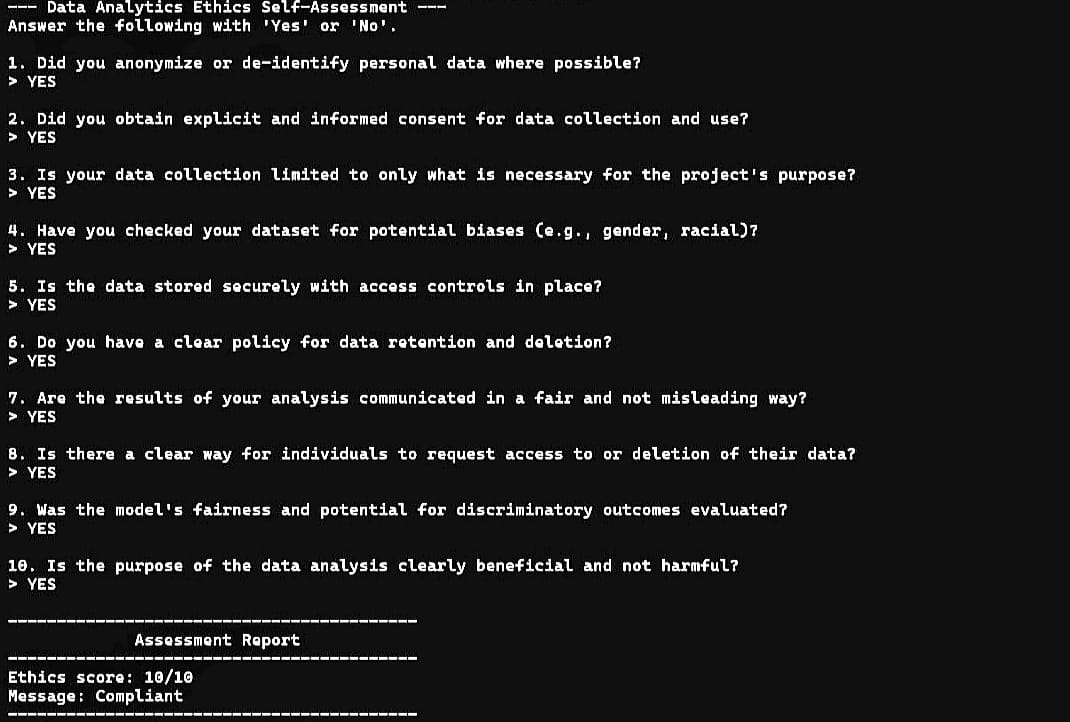 --- Data Analytics Ethics Self-Assessment ---
Answer the following with 'Yes' or 'No'.
1. Did you anonymize or de-identify personal data where possible?
> YES
2. Did you obtain explicit and informed consent for data collection and use?
> YES
3. Is your data collection limited to only what is necessary for the project's purpose?
> YES
4. Have you checked your dataset for potential biases (e.g., gender, racial)?
> YES
5. Is the data stored securely with access controls in place?
> YES
6. Do you have a clear policy for data retention and deletion?
> YES
7. Are the results of your analysis communicated in a fair and not misleading way?
> YES
8. Is there a clear way for individuals to request access to or deletion of their data?
> YES
9. Was the model's fairness and potential for discriminatory outcomes evaluated?
> YES
10. Is the purpose of the data analysis clearly beneficial and not harmful?
> YES
------------------------------------------
Assessment Report
------------------------------------------
Ethics score: 10/10
Message: Compliant
------------------------------------------